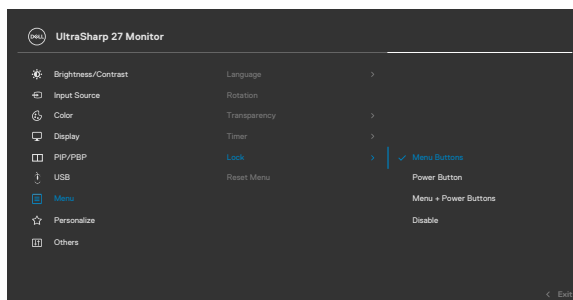 DELL UltraSharp 27 Monitor
Brightness/Contrast Language >
Input Source Rotation
Color Transparency >
Display Timer >
PIP/PBP Lock > ✓ Menu Buttons
USB Reset Menu Power Button
Menu Menu + Power Buttons
Personalize Disable
Others
< Exit